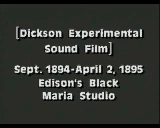 [Dickson Experimental
Sound Film]
Sept. 1894-April 2, 1895
Edison's Black
Maria Studio